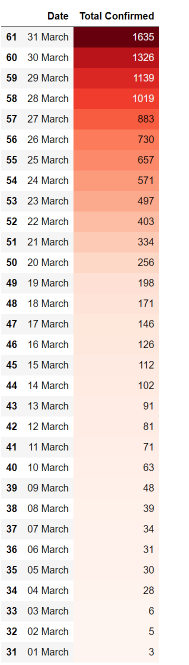 Date Total Confirmed
61 31 March 1635
60 30 March 1326
59 29 March 1139
58 28 March 1019
57 27 March 883
56 26 March 730
55 25 March 657
54 24 March 571
53 23 March 497
52 22 March 403
51 21 March 334
50 20 March 256
49 19 March 198
48 18 March 171
47 17 March 146
46 16 March 126
45 15 March 112
44 14 March 102
43 13 March 91
42 12 March 81
41 11 March 71
40 10 March 63
39 09 March 48
38 08 March 39
37 07 March 34
36 06 March 31
35 05 March 30
34 04 March 28
33 03 March 6
32 02 March 5
31 01 March 3